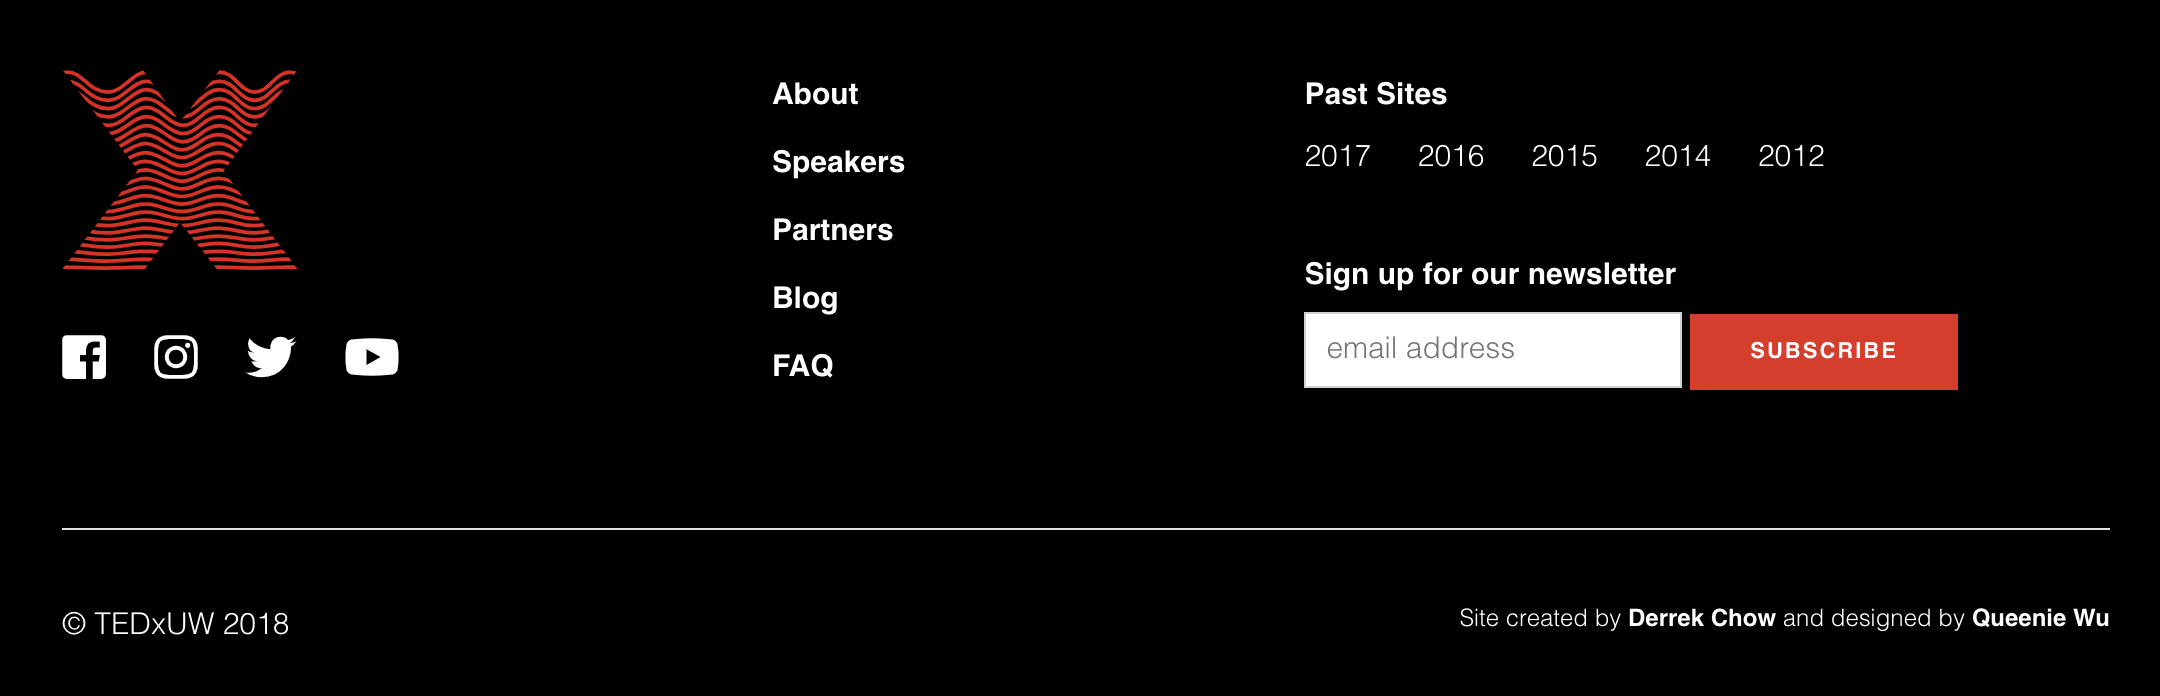 X
About
Speakers
Partners
Blog
FAQ
Past Sites
2017 2016 2015 2014 2012
Sign up for our newsletter
email address
SUBSCRIBE
© TEDxUW 2018
Site created by Derrek Chow and designed by Queenie Wu